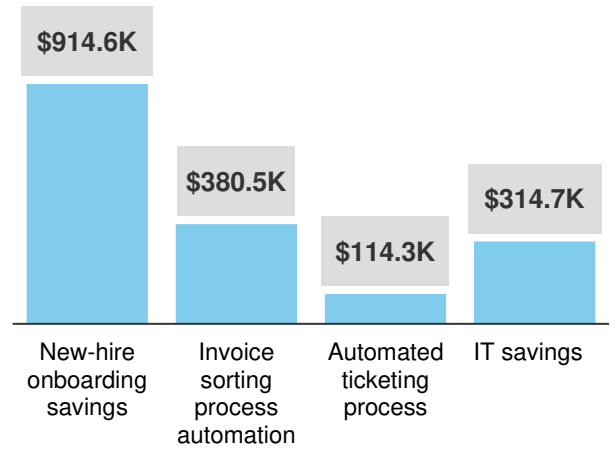 $914.6K
$380.5K
$114.3K
$314.7K
New-hire
onboarding
savings
Invoice
sorting
process
automation
Automated
ticketing
process
IT savings